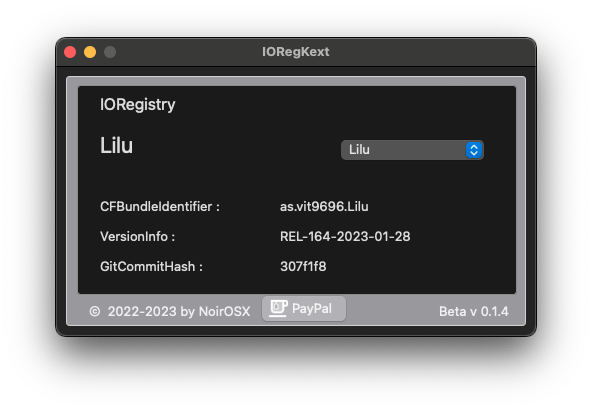 IORegKext
IORegistry
Lilu
Lilu
CFBundleIdentifier : as.vit9696.Lilu
VersionInfo : REL-164-2023-01-28
GitCommitHash : 307f1f8
© 2022-2023 by NoirOSX PayPal Beta v 0.1.4